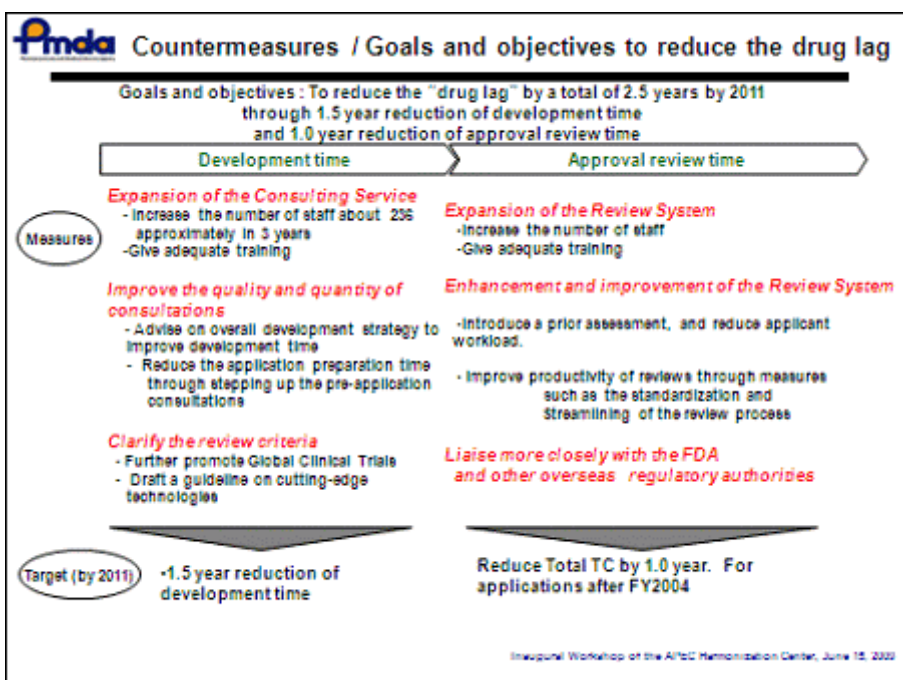 Pmda
Countermeasures / Goals and objectives to reduce the drug lag
Goals and objectives : To reduce the "drug lag" by a total of 2.5 years by 2011
through 1.5 year reduction of development time
and 1.0 year reduction of approval review time
Development time
Approval review time
Measures
Expansion of the Consulting Service
- Increase the number of staff about 236
approximately in 3 years
-Give adequate training
Improve the quality and quantity of
consultations
- Advise on overall development strategy to
improve development time
- Reduce the application preparation time
through stepping up the pre-application
consultations
Clarify the review criteria
- Further promote Global Clinical Trials
- Draft a guideline on cutting-edge
technologies
Expansion of the Review System
-Increase the number of staff
-Give adequate training
Enhancement and improvement of the Review System
-Introduce a prior assessment, and reduce applicant
workload.
- Improve productivity of reviews through measures
such as the standardization and
Streamlining of the review process
Liaise more closely with the FDA
and other overseas regulatory authorities
Target (by 2011)
-1.5 year reduction of
development time
Reduce Total TC by 1.0 year. For
applications after FY2004
Inaugural Workshop of the APEC Harmonization Center, June 15, 2009